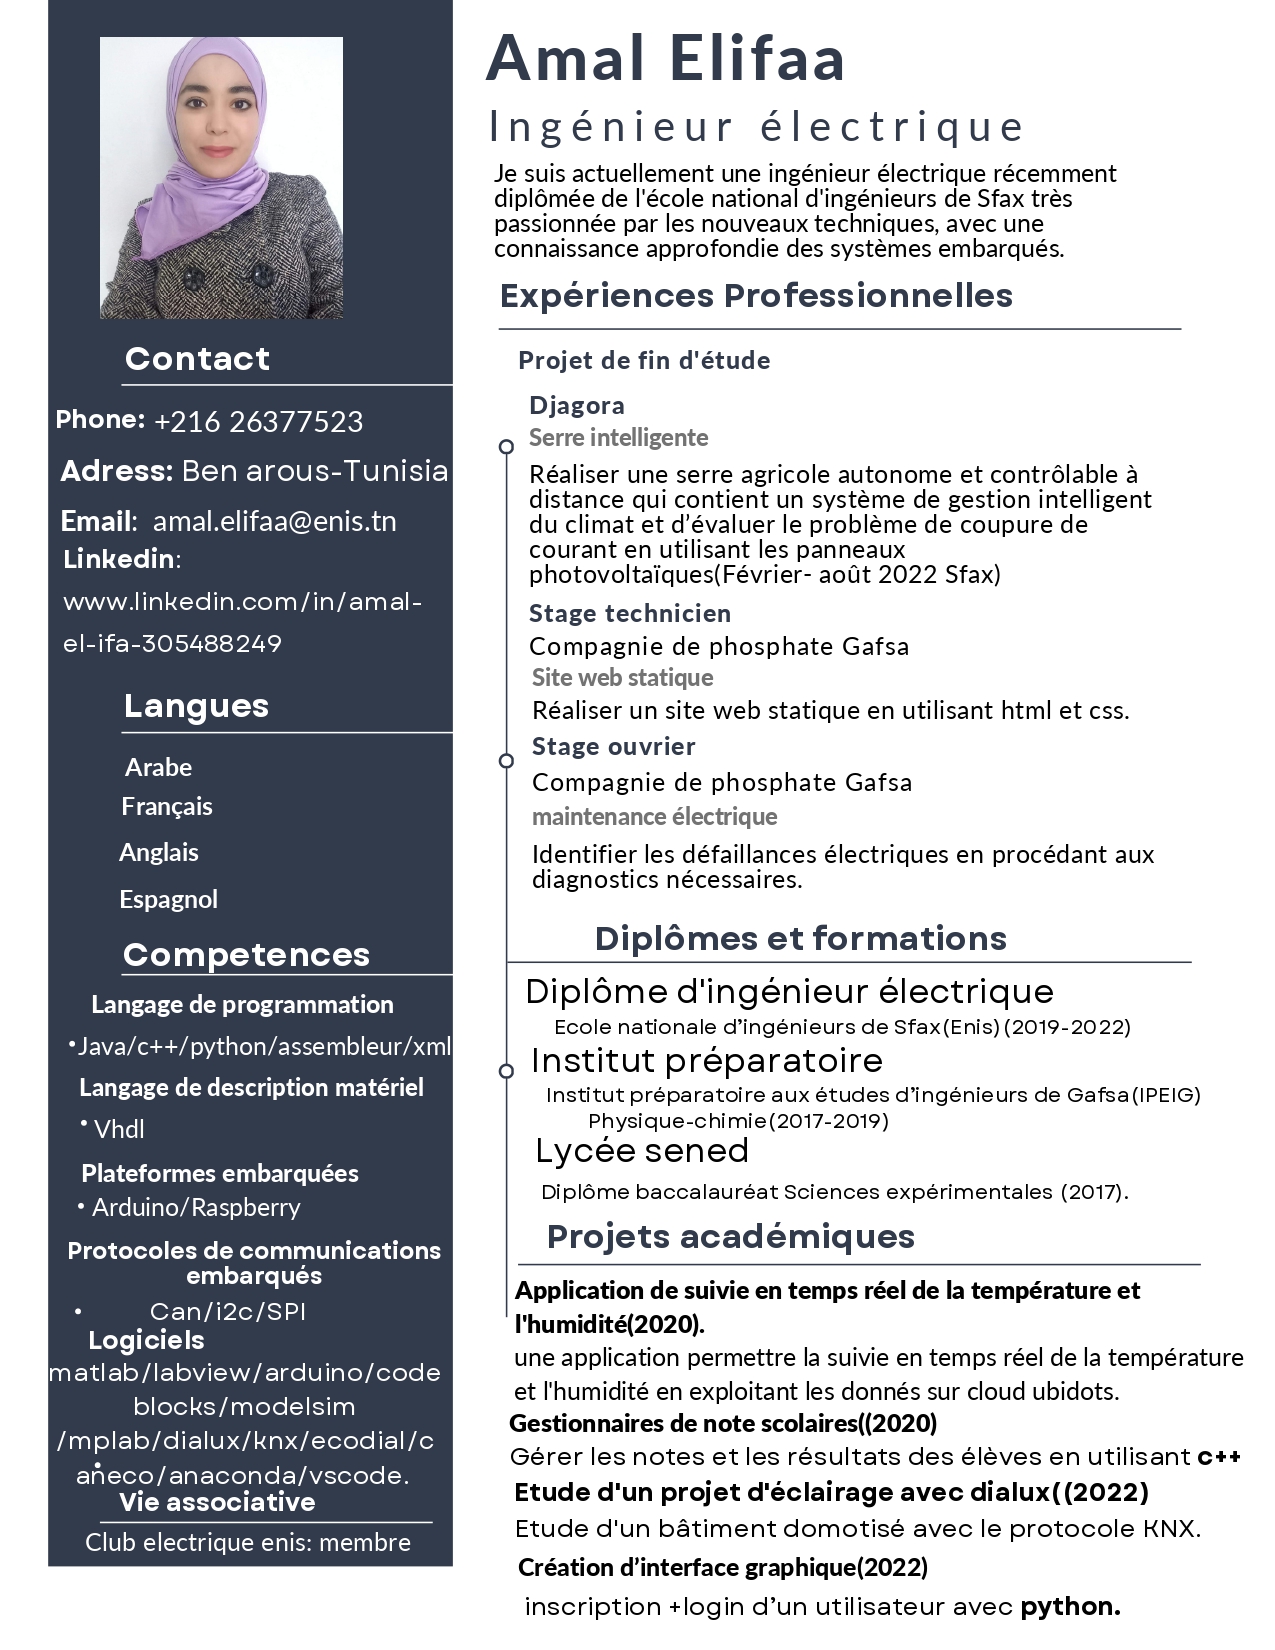 Amal Elifaa
Ingénieur électrique
Je suis actuellement une ingénieur électrique récemment
diplômée de l'école national d'ingénieurs de Sfax très
passionnée par les nouveaux techniques, avec une
connaissance approfondie des systèmes embarqués.
Contact
Phone: +216 26377523
Adress: Ben arous-Tunisia
Email: amal.elifaa@enis.tn
Linkedin:
www.linkedin.com/in/amal-
el-ifa-305488249
Langues
Arabe
Français
Anglais
Espagnol
Competences
Langage de programmation
• Java/c++/python/assembleur/xml
Langage de description matériel
• Vhdl
Plateformes embarquées
• Arduino/Raspberry
Protocoles de communications
embarqués
• Can/i2c/SPI
Logiciels
matlab/labview/arduino/code
blocks/modelsim
/mplab/dialux/knx/ecodial/c
aneco/anaconda/vscode.
Vie associative
Club electrique enis: membre
Expériences Professionnelles
Projet de fin d'étude
Djagora
Serre intelligente
Réaliser une serre agricole autonome et contrôlable à
distance qui contient un système de gestion intelligent
du climat et d’évaluer le problème de coupure de
courant en utilisant les panneaux
photovoltaïques(Février- août 2022 Sfax)
Stage technicien
Compagnie de phosphate Gafsa
Site web statique
Réaliser un site web statique en utilisant html et css.
Stage ouvrier
Compagnie de phosphate Gafsa
maintenance électrique
Identifier les défaillances électriques en procédant aux
diagnostics nécessaires.
Diplômes et formations
Diplôme d'ingénieur électrique
Ecole nationale d’ingénieurs de Sfax(Enis) (2019-2022)
Institut préparatoire
Institut préparatoire aux études d’ingénieurs de Gafsa(IPEIG)
Physique-chimie(2017-2019)
Lycée sened
Diplôme baccalauréat Sciences expérimentales (2017).
Projets académiques
Application de suivie en temps réel de la température et
l'humidité(2020).
une application permettre la suivie en temps réel de la température
et l'humidité en exploitant les donnés sur cloud ubidots.
Gestionnaires de note scolaires((2020)
Gérer les notes et les résultats des élèves en utilisant c++
Etude d'un projet d'éclairage avec dialux((2022)
Etude d'un bâtiment domotisé avec le protocole KNX.
Création d’interface graphique(2022)
inscription +login d’un utilisateur avec python.